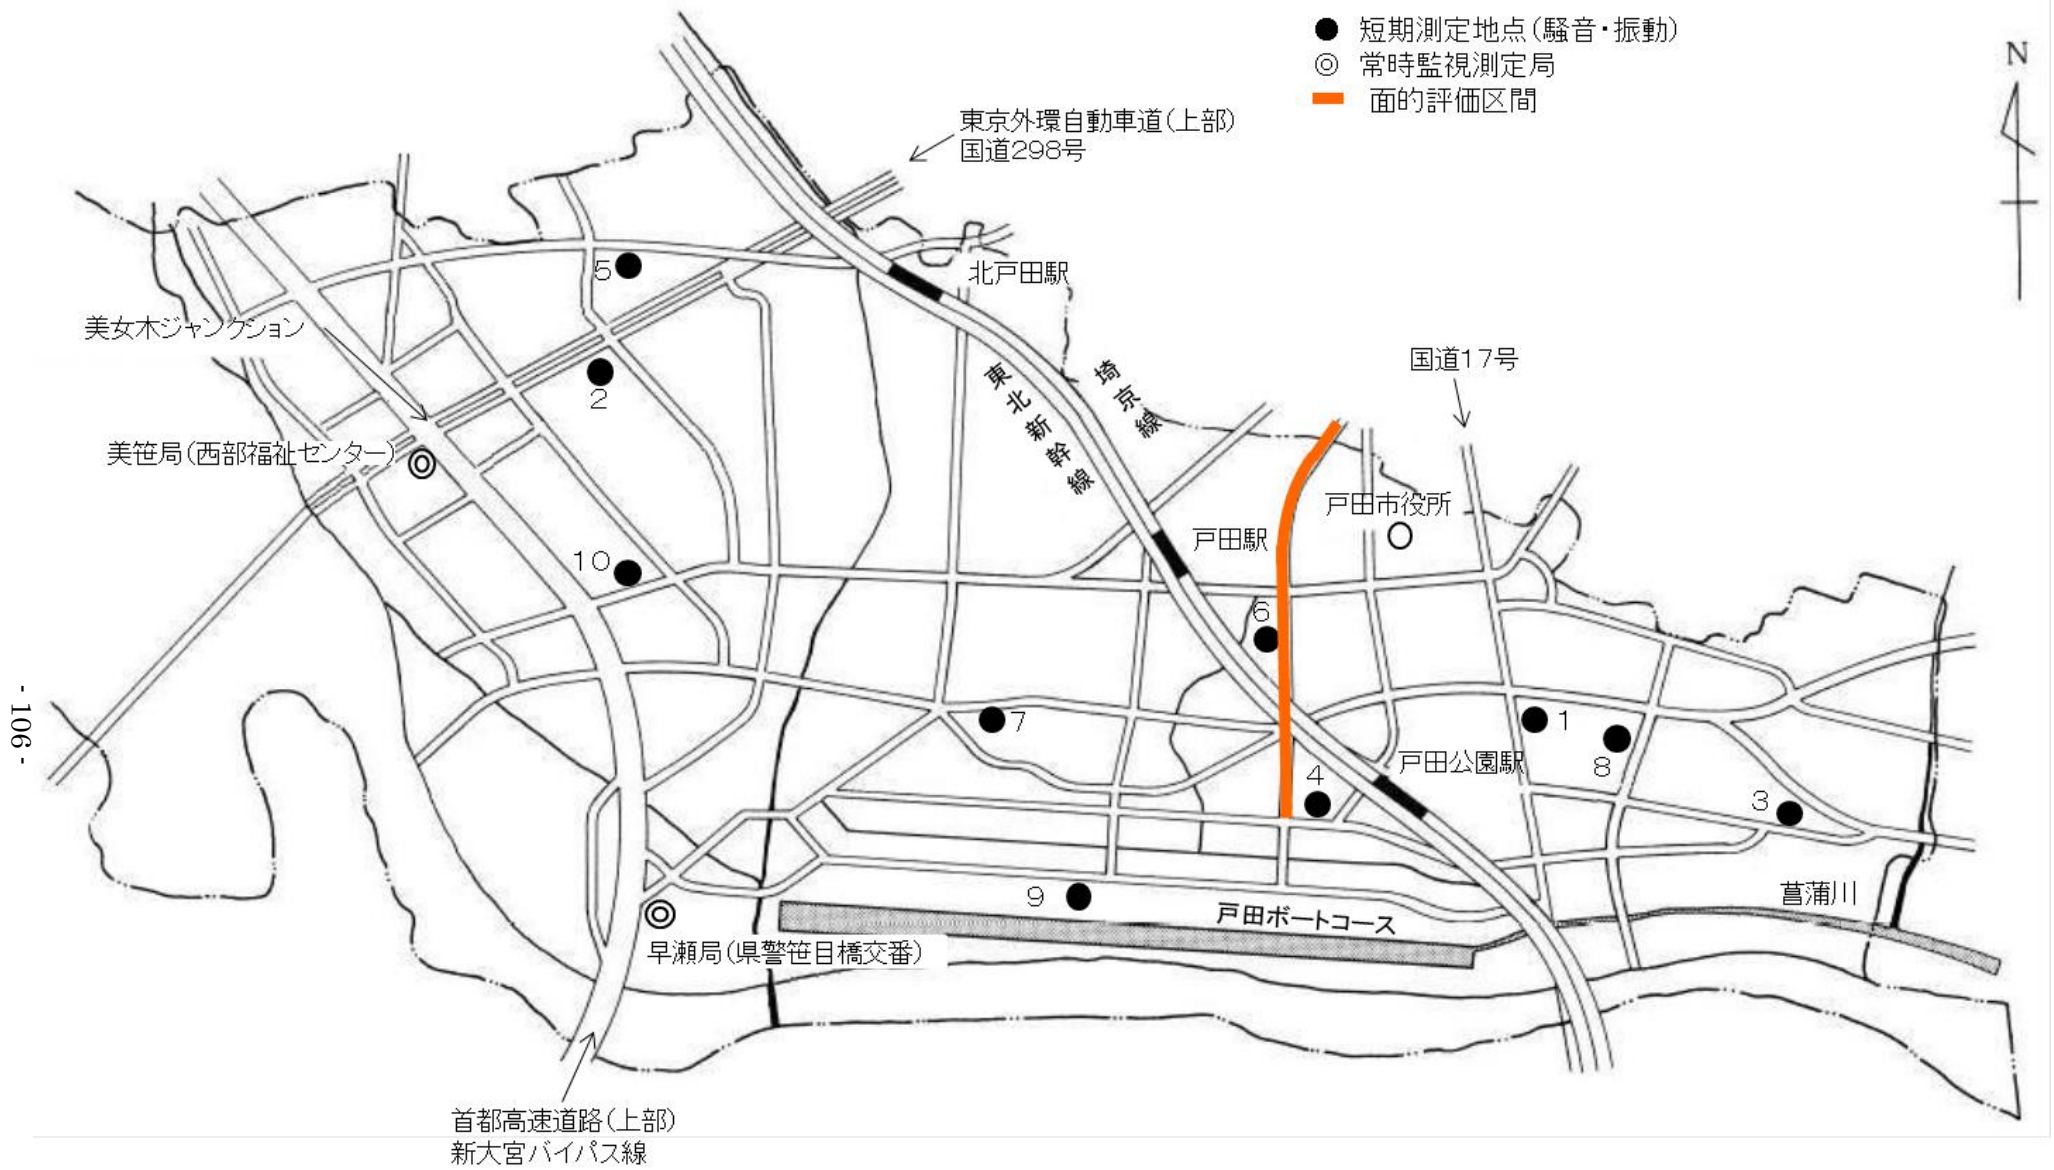 短期測定地点(騒音・振動)
常時監視測定局
面的評価区間
N
東京外環自動車道(上部)
国道298号
北戸田駅
5
美女木ジャンクション
国道17号
埼京線
東北新幹線
2
美笹局(西部福祉センター)
戸田市役所
戸田駅
10
6
7
1
戸田公園駅
8
4
3
9
戸田ボートコース
菖蒲川
早瀬局(県警笹目橋交番)
首都高速道路(上部)
新大宮バイパス線
- 106 -